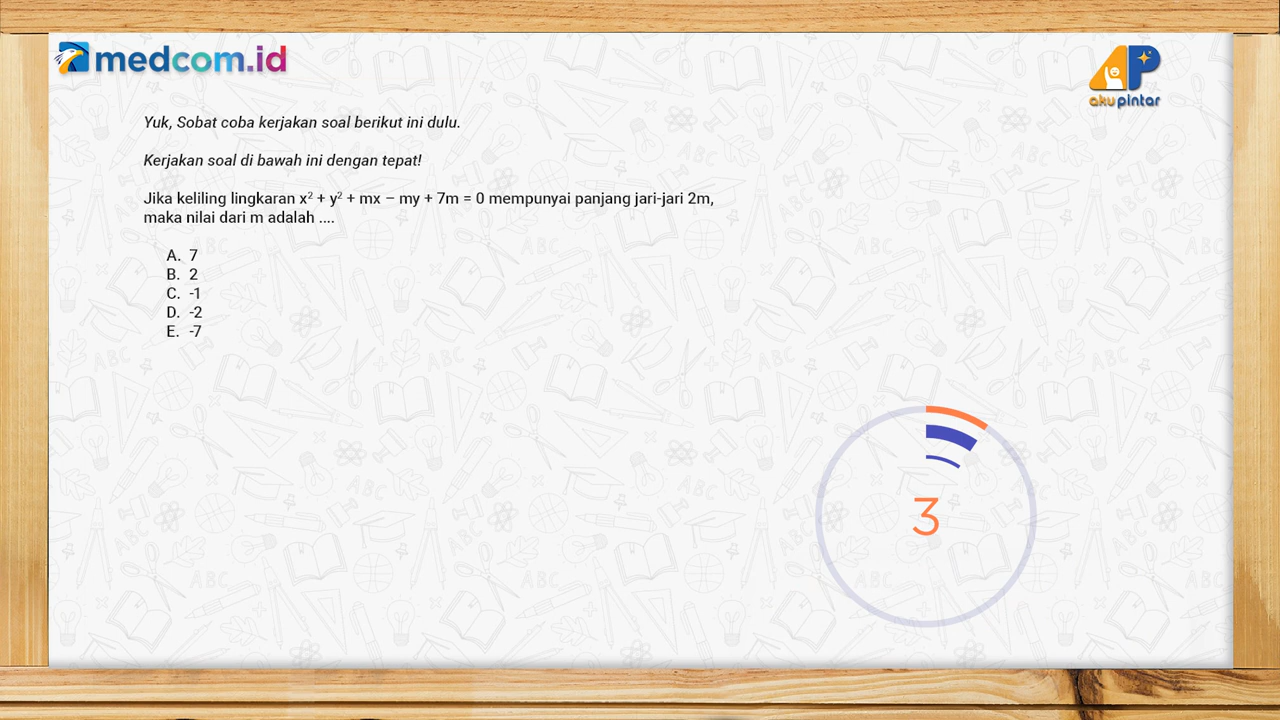 medcom.id
AP
aku pintar
Yuk, Sobat coba kerjakan soal berikut ini dulu.
Kerjakan soal di bawah ini dengan tepat!
Jika keliling lingkaran x² + y² + mx – my + 7m = 0 mempunyai panjang jari-jari 2m,
maka nilai dari m adalah ....
A. 7
B. 2
C. -1
D. -2
E. -7
3